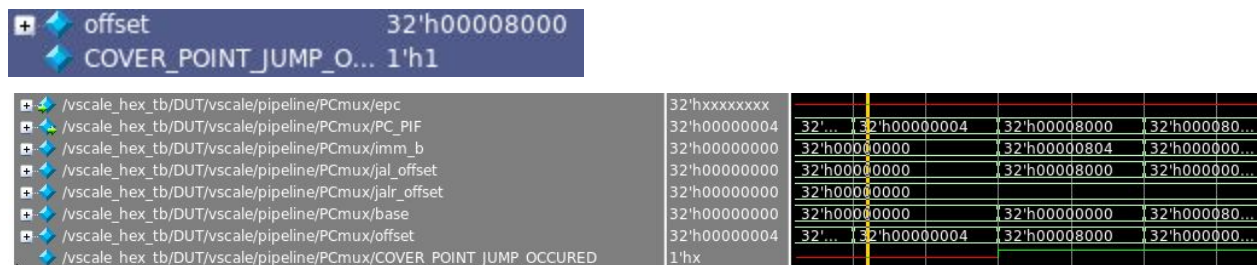 offset 32'h00008000
COVER_POINT_JUMP_O... 1'h1
/vscale_hex_tb/DUT/vscale/pipeline/PCmux/epc 32'hxxxxxxxx
/vscale_hex_tb/DUT/vscale/pipeline/PCmux/PC_PIF 32'h00000004 32'... 32'h00000004 32'h00008000 32'h000080...
/vscale_hex_tb/DUT/vscale/pipeline/PCmux/imm_b 32'h00000000 32'h00000000 32'h00000804 32'h000000...
/vscale_hex_tb/DUT/vscale/pipeline/PCmux/jal_offset 32'h00000000 32'h00000000 32'h00008000 32'h000000...
/vscale_hex_tb/DUT/vscale/pipeline/PCmux/jalr_offset 32'h00000000 32'h00000000
/vscale_hex_tb/DUT/vscale/pipeline/PCmux/base 32'h00000000 32'h00000000 32'h00000000 32'h000080...
/vscale_hex_tb/DUT/vscale/pipeline/PCmux/offset 32'h00000004 32'... 32'h00000004 32'h00008000 32'h000000...
/vscale_hex_tb/DUT/vscale/pipeline/PCmux/COVER_POINT_JUMP_OCCURED 1'hx